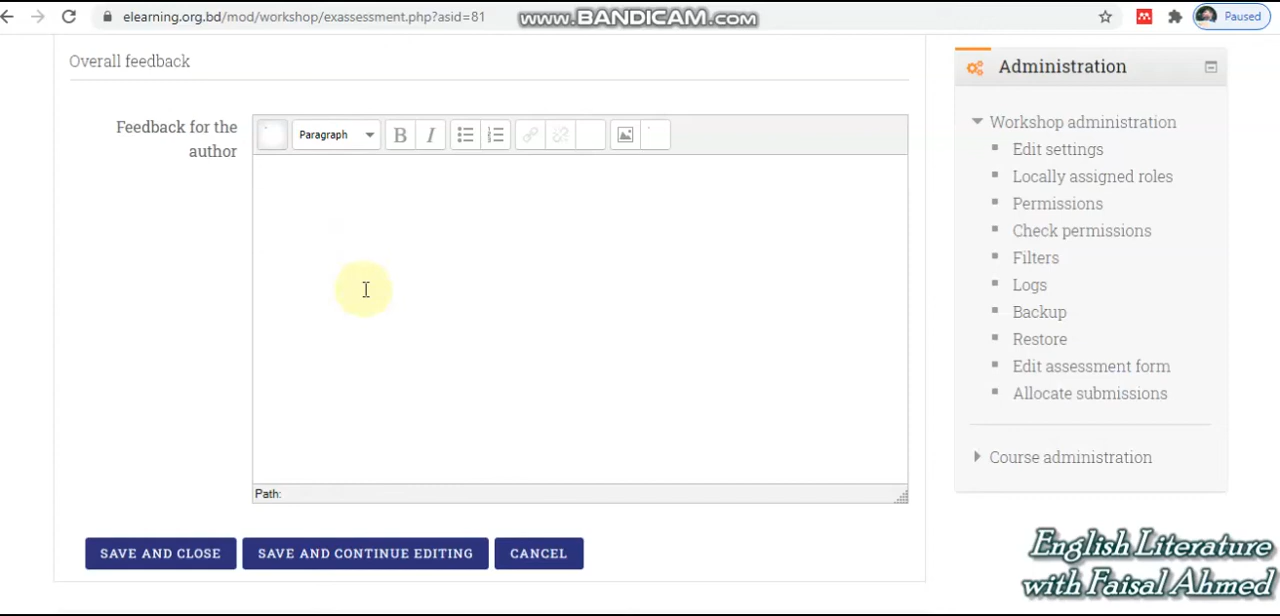 elearning.org.bd/mod/workshop/exassessment.php?asid=81
www.BANDICAM.com
Paused
Overall feedback
Feedback for the
author
Paragraph
B
I
Path:
SAVE AND CLOSE
SAVE AND CONTINUE EDITING
CANCEL
Administration
Workshop administration
Edit settings
Locally assigned roles
Permissions
Check permissions
Filters
Logs
Backup
Restore
Edit assessment form
Allocate submissions
Course administration
English Literature
with Faisal Ahmed